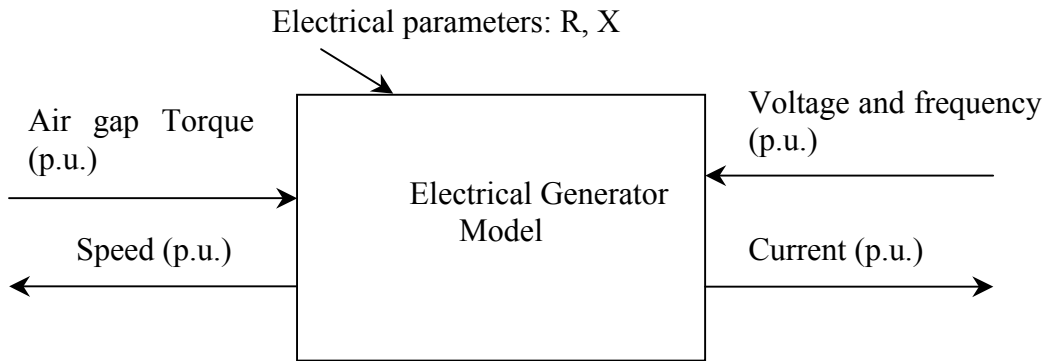 Electrical parameters: R, X
Air gap Torque
(p.u.)
Voltage and frequency
(p.u.)
Electrical Generator
Model
Speed (p.u.)
Current (p.u.)